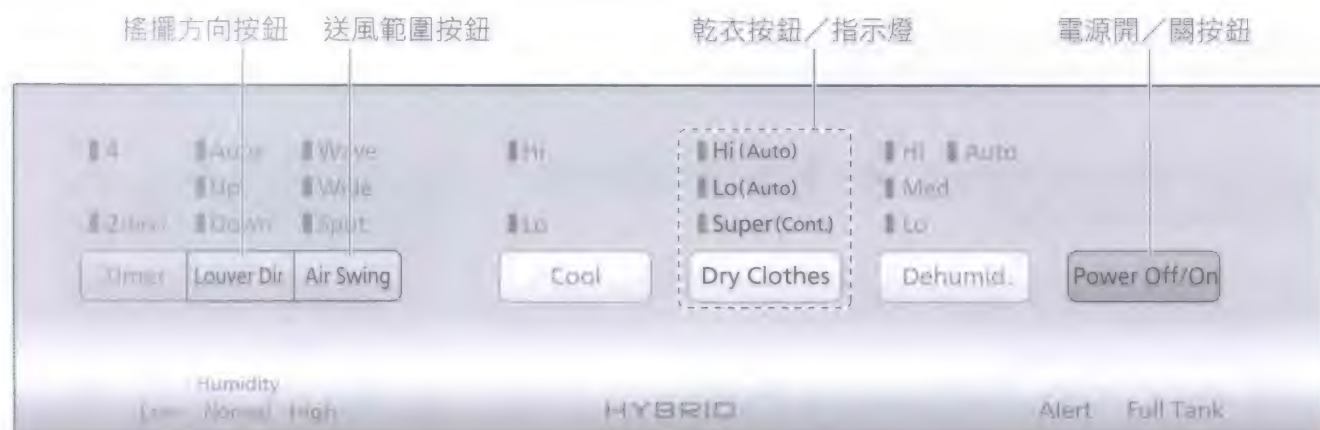 搖擺方向按鈕 送風範圍按鈕 乾衣按鈕／指示燈 電源開／關按鈕
4 Auto Wave Hi Hi (Auto) Hi Auto
Up Wide Lo(Auto) Med
2(hrs) Down Spot Lo Super(Cont.) Lo
Timer Louver Dir. Air Swing Cool Dry Clothes Dehumid. Power Off/On
Humidity
Low Normal High HYBRID Alert Full Tank